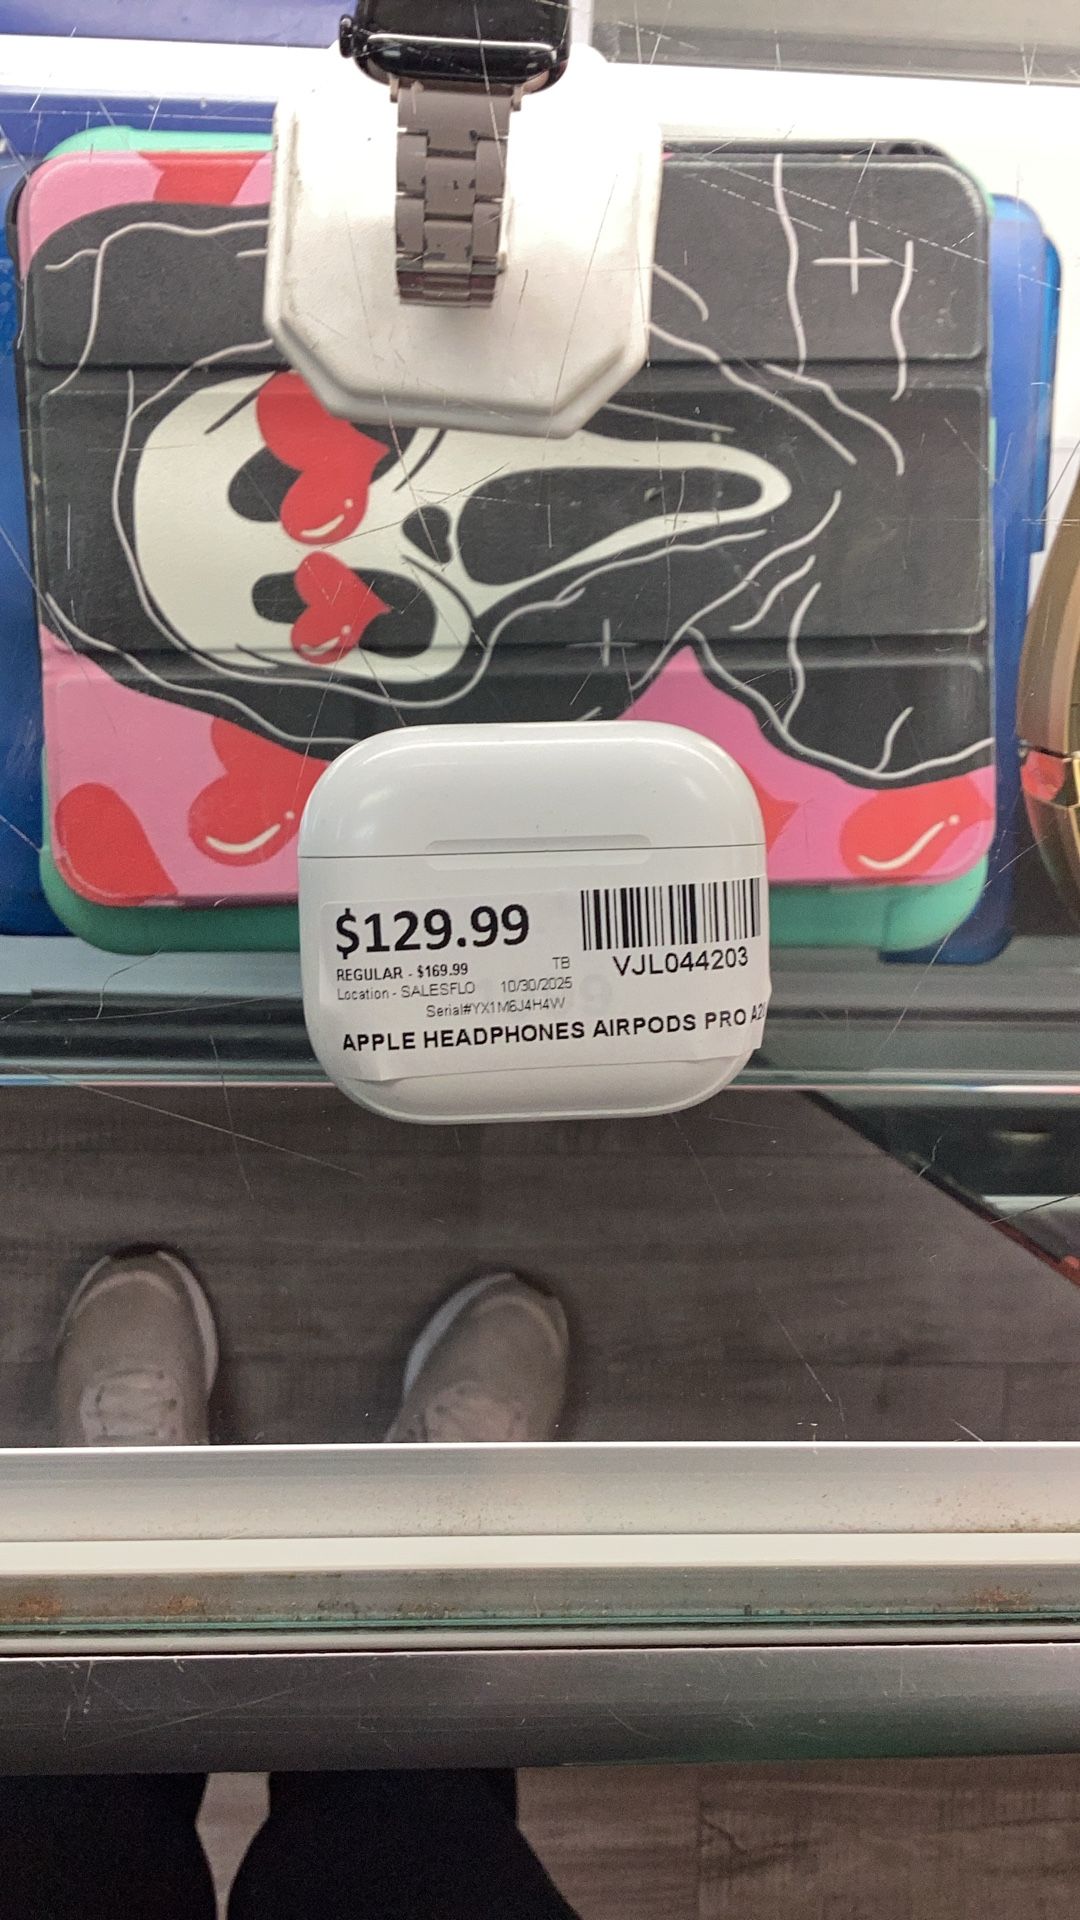 $129.99
REGULAR - $169.99
TB
Location - SALESFLO 10/30/2025
Serial#YX1M6J4H4W
VJL044203
APPLE HEADPHONES AIRPODS PRO